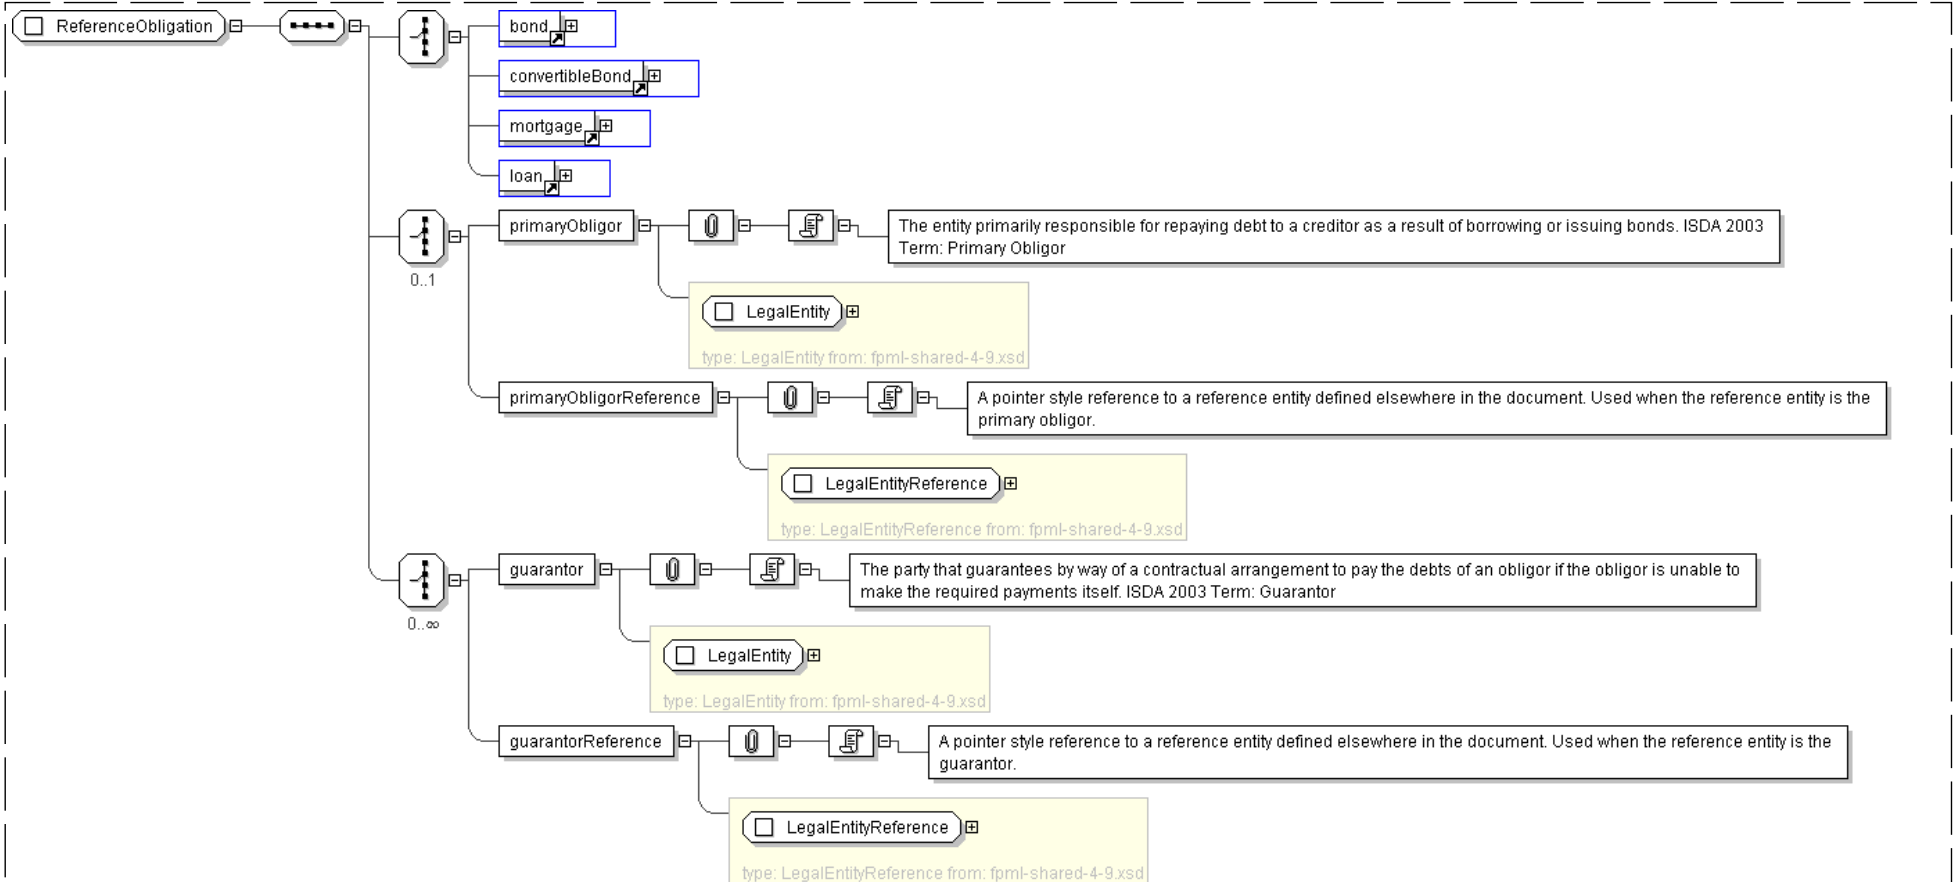 ReferenceObligation
bond
convertibleBond
mortgage
loan
0..1
primaryObligor
The entity primarily responsible for repaying debt to a creditor as a result of borrowing or issuing bonds. ISDA 2003
Term: Primary Obligor
LegalEntity
type: LegalEntity from: fpml-shared-4-9.xsd
primaryObligorReference
A pointer style reference to a reference entity defined elsewhere in the document. Used when the reference entity is the
primary obligor.
LegalEntityReference
type: LegalEntityReference from: fpml-shared-4-9.xsd
0..∞
guarantor
The party that guarantees by way of a contractual arrangement to pay the debts of an obligor if the obligor is unable to
make the required payments itself. ISDA 2003 Term: Guarantor
LegalEntity
type: LegalEntity from: fpml-shared-4-9.xsd
guarantorReference
A pointer style reference to a reference entity defined elsewhere in the document. Used when the reference entity is the
guarantor.
LegalEntityReference
type: LegalEntityReference from: fpml-shared-4-9.xsd